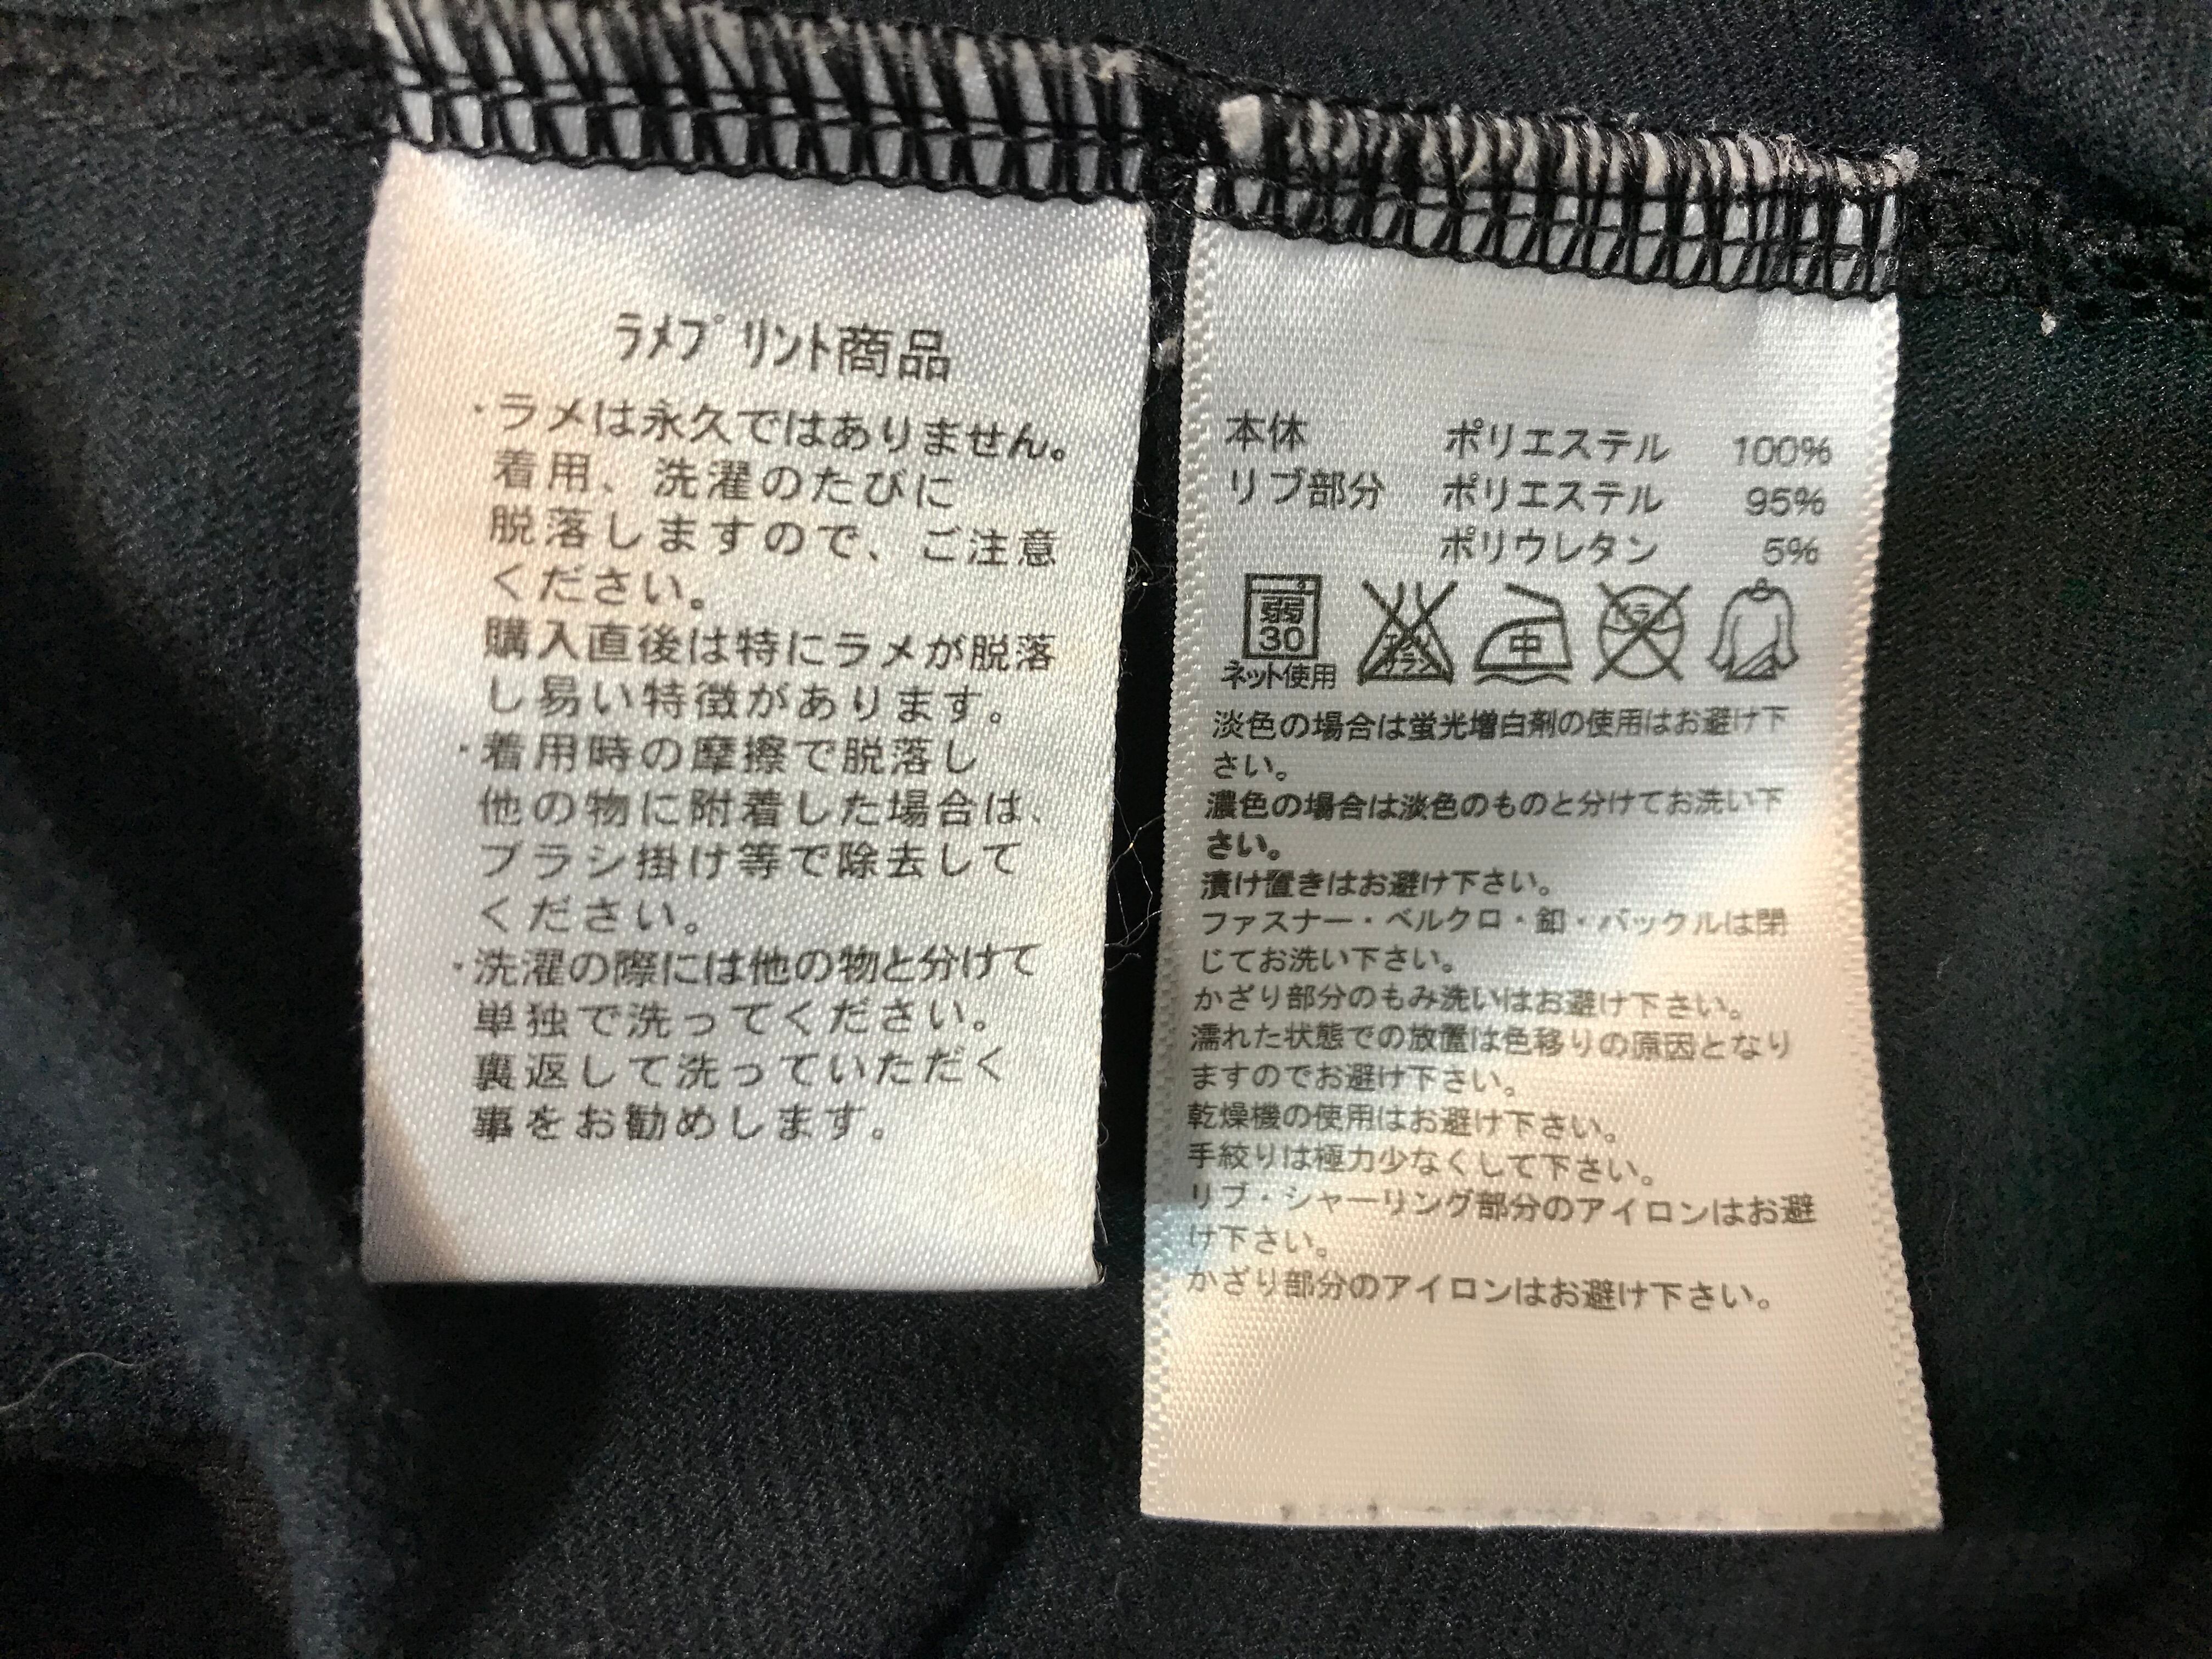 ﾗﾒﾌﾟﾘﾝﾄ商品
・ラメは永久ではありません。
着用、洗濯のたびに
脱落しますので、ご注意
ください。
購入直後は特にラメが脱落
し易い特徴があります。
・着用時の摩擦で脱落し
他の物に附着した場合は、
ブラシ掛け等で除去して
ください。
・洗濯の際には他の物と分けて
単独で洗ってください。
裏返して洗っていただく
事をお勧めします。
本体 ポリエステル 100%
リブ部分 ポリエステル 95%
ポリウレタン 5%
弱
30
中
ネット使用
淡色の場合は蛍光増白剤の使用はお避け下
さい。
濃色の場合は淡色のものと分けてお洗い下
さい。
漬け置きはお避け下さい。
ファスナー・ベルクロ・釦・バックルは閉
じてお洗い下さい。
かざり部分のもみ洗いはお避け下さい。
濡れた状態での放置は色移りの原因となり
ますのでお避け下さい。
乾燥機の使用はお避け下さい。
手絞りは極力少なくして下さい。
リブ・シャーリング部分のアイロンはお避
け下さい。
かざり部分のアイロンはお避け下さい。